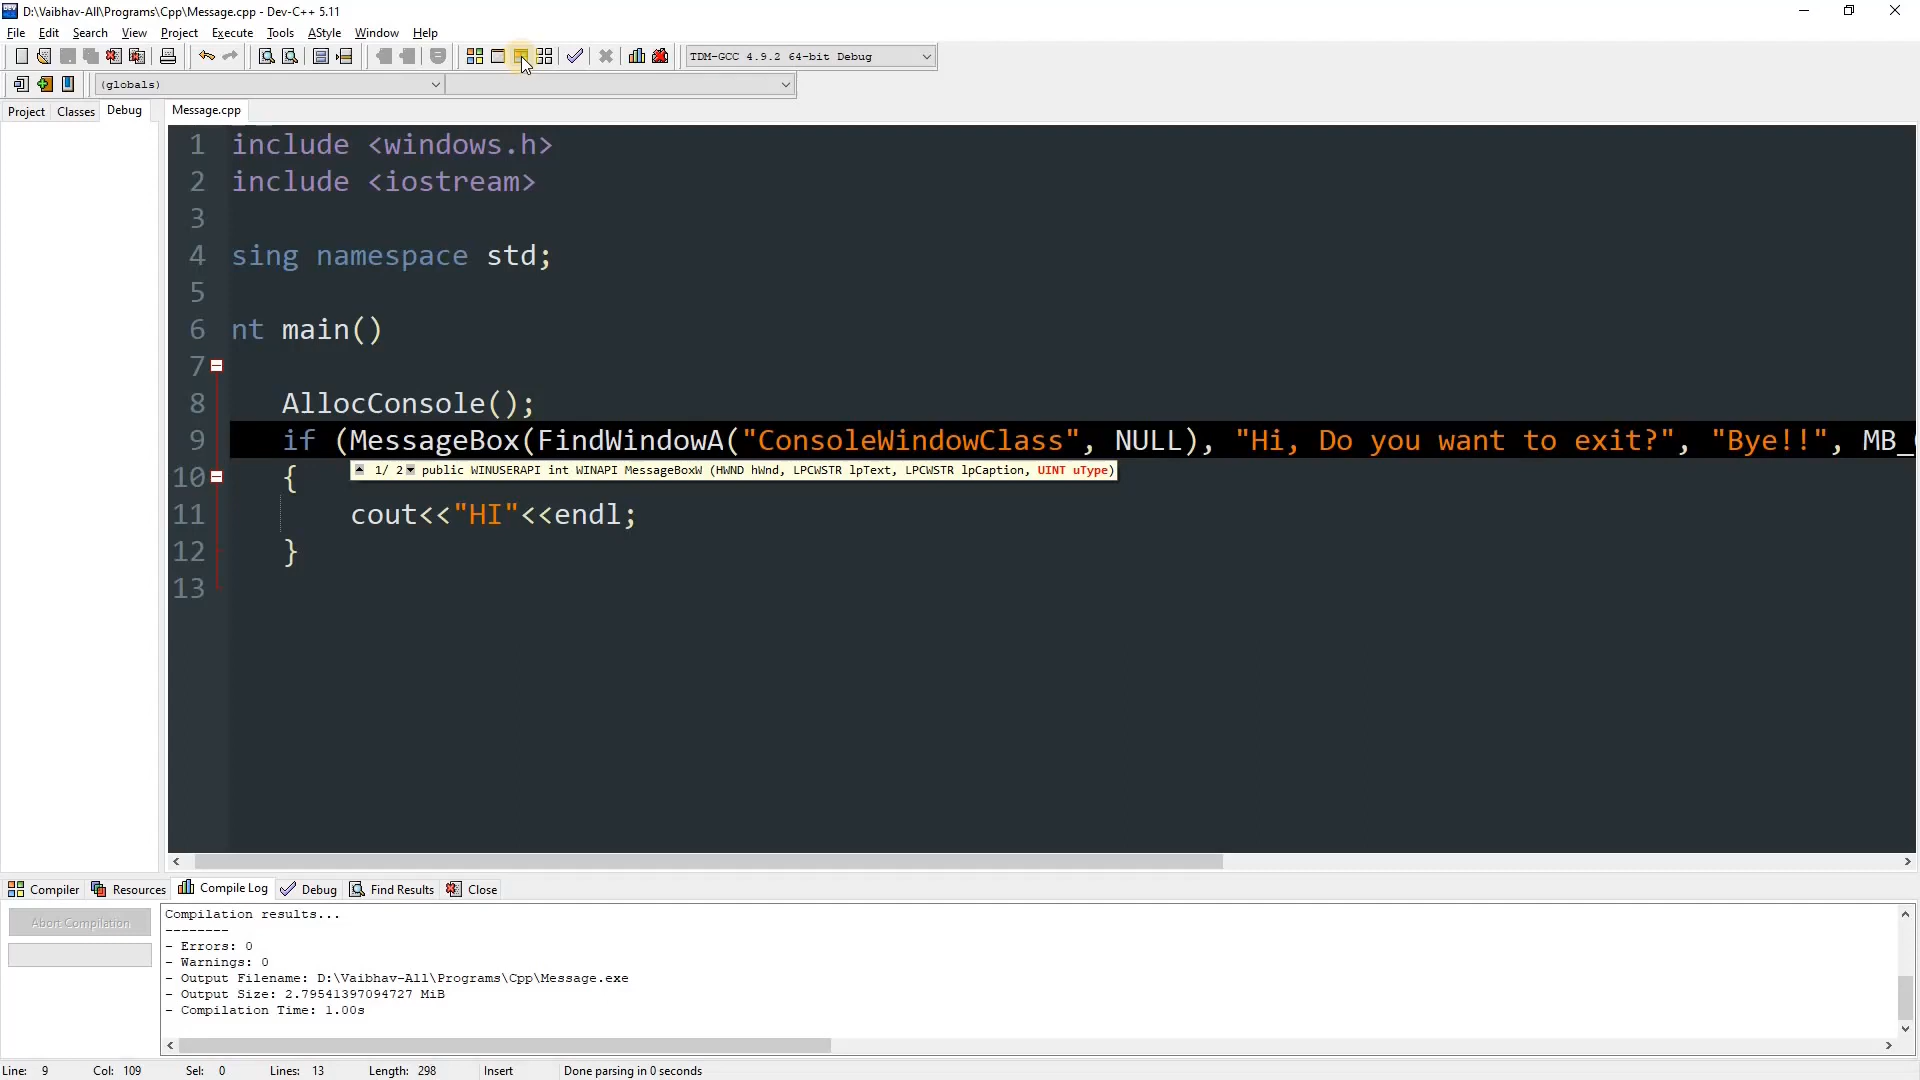 D:\Vaibhav-All\Programs\Cpp\Message.cpp - Dev-C++ 5.11
File Edit Search View Project Execute Tools AStyle Window Help
TDM-GCC 4.9.2 64-bit Debug
(globals)
Project Classes Debug Message.cpp
1 include <windows.h>
2 include <iostream>
3
4 sing namespace std;
5
6 nt main()
7
8 AllocConsole();
9 if (MessageBox(FindWindowA("ConsoleWindowClass", NULL), "Hi, Do you want to exit?", "Bye!!", MB_
1/ 2 public WINUSERAPI int WINAPI MessageBoxW (HWND hWnd, LPCWSTR lpText, LPCWSTR lpCaption, UINT uType)
10 {
11 cout<<"HI"<<endl;
12 }
13
Compiler Resources Compile Log Debug Find Results Close
Abort Compilation
Compilation results...
--------
- Errors: 0
- Warnings: 0
- Output Filename: D:\Vaibhav-All\Programs\Cpp\Message.exe
- Output Size: 2.79541397094727 MiB
- Compilation Time: 1.00s
Line: 9 Col: 109 Sel: 0 Lines: 13 Length: 298 Insert Done parsing in 0 seconds